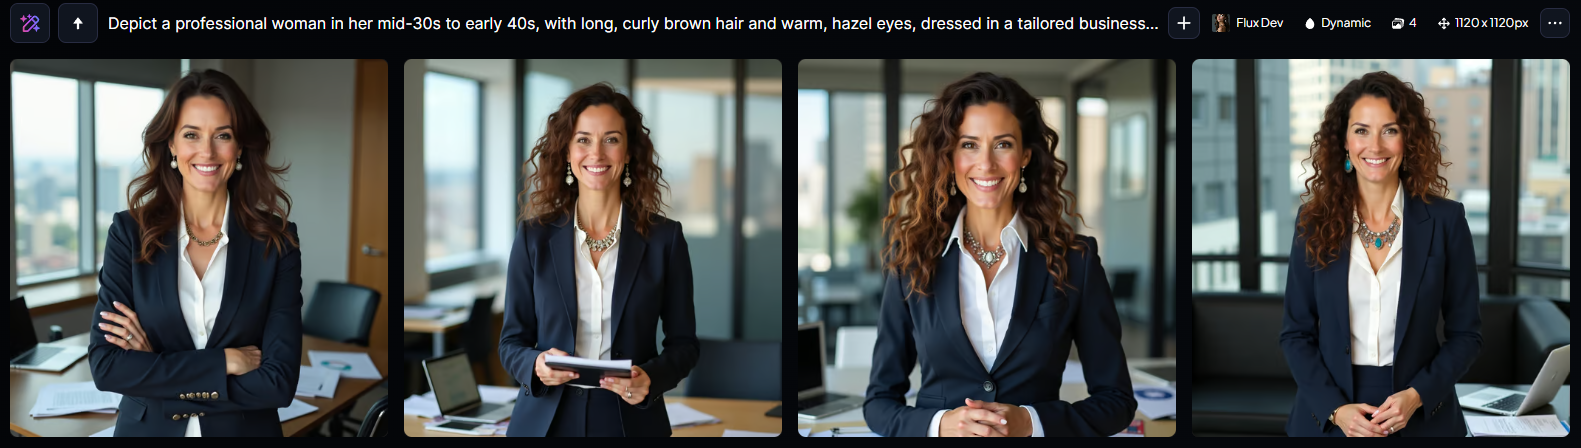 Depict a professional woman in her mid-30s to early 40s, with long, curly brown hair and warm, hazel eyes, dressed in a tailored business... Flux Dev Dynamic 4 1120 x 1120px